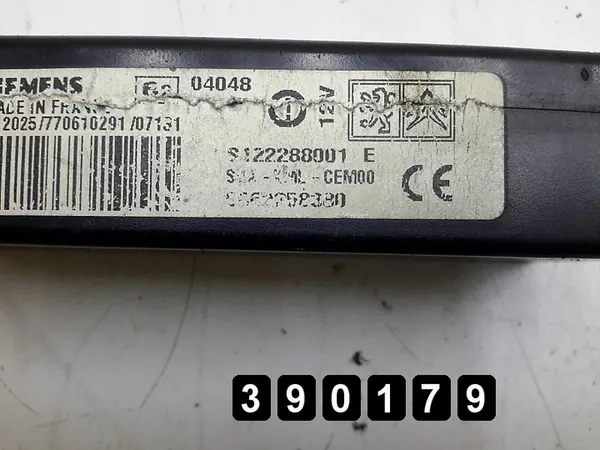 SIEMENS 04048
MADE IN FRANCE 12V
2025/770610291/07131
S122288001 E
CEM00
CE
390179